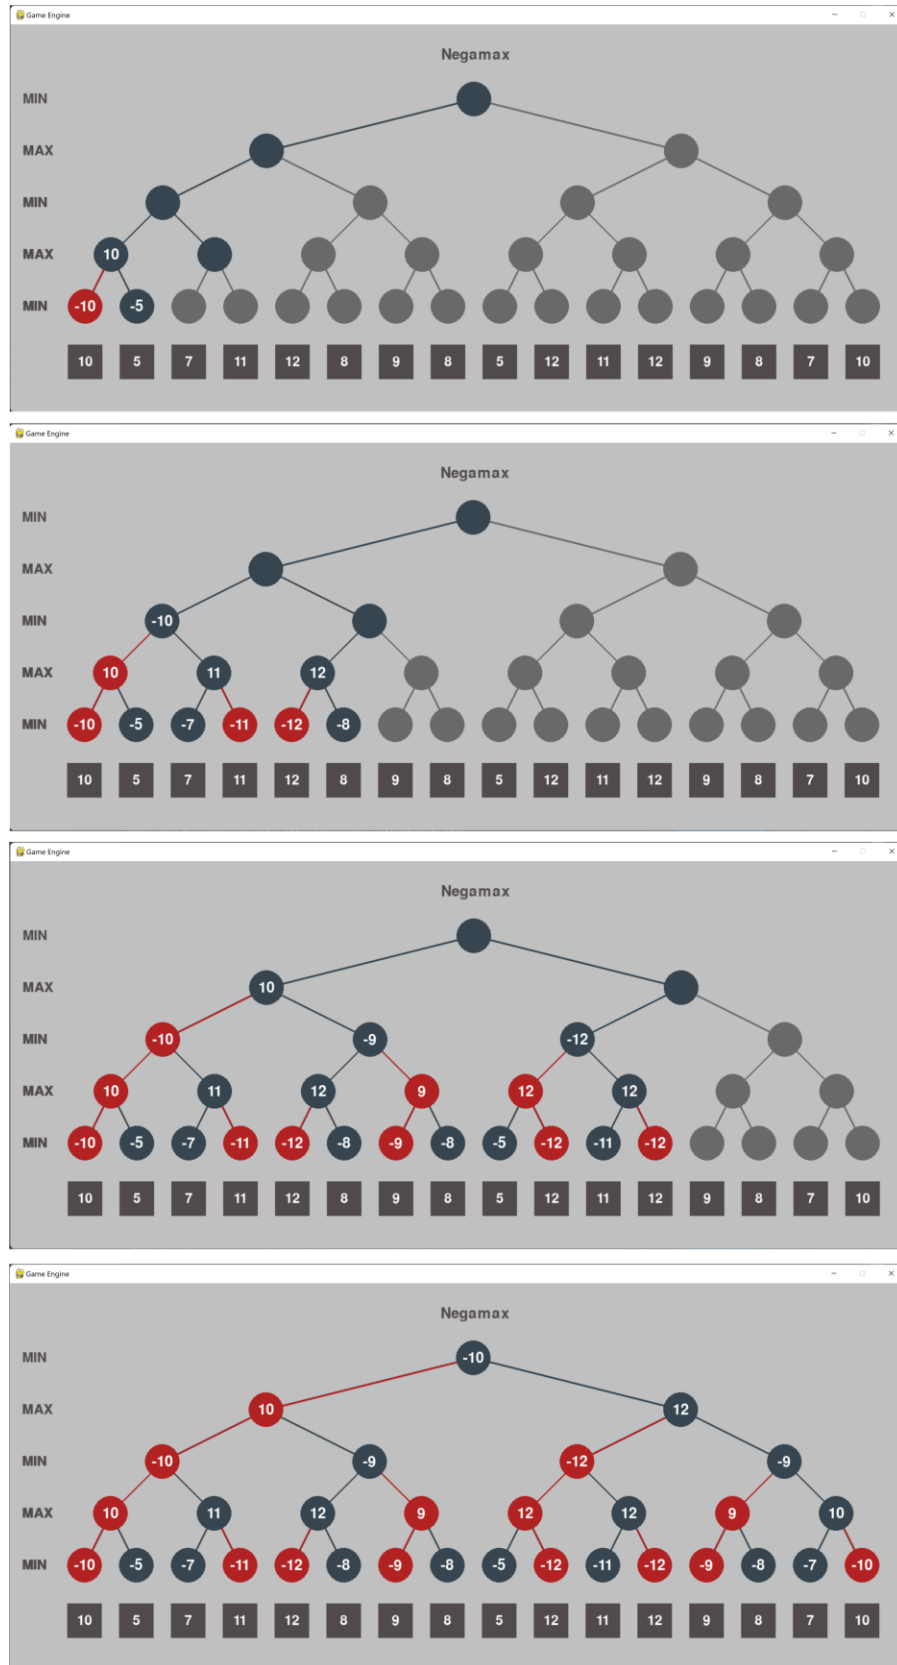 Game Engine
Negamax
MIN
MAX
MIN
MAX 10
MIN -10 -5
10 5 7 11 12 8 9 8 5 12 11 12 9 8 7 10
Game Engine
Negamax
MIN
MAX
MIN -10
MAX 10 11 12
MIN -10 -5 -7 -11 -12 -8
10 5 7 11 12 8 9 8 5 12 11 12 9 8 7 10
Game Engine
Negamax
MIN
MAX 10
MIN -10 -9 -12
MAX 10 11 12 9 12 12
MIN -10 -5 -7 -11 -12 -8 -9 -8 -5 -12 -11 -12
10 5 7 11 12 8 9 8 5 12 11 12 9 8 7 10
Game Engine
Negamax
MIN -10
MAX 10 12
MIN -10 -9 -12 -9
MAX 10 11 12 9 12 12 9 10
MIN -10 -5 -7 -11 -12 -8 -9 -8 -5 -12 -11 -12 -9 -8 -7 -10
10 5 7 11 12 8 9 8 5 12 11 12 9 8 7 10